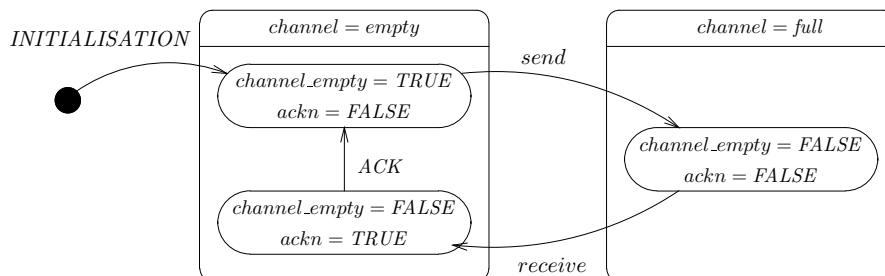 channel = empty
channel = full
INITIALISATION
send
channel_empty = TRUE
ackn = FALSE
channel_empty = FALSE
ackn = FALSE
ACK
channel_empty = FALSE
ackn = TRUE
receive